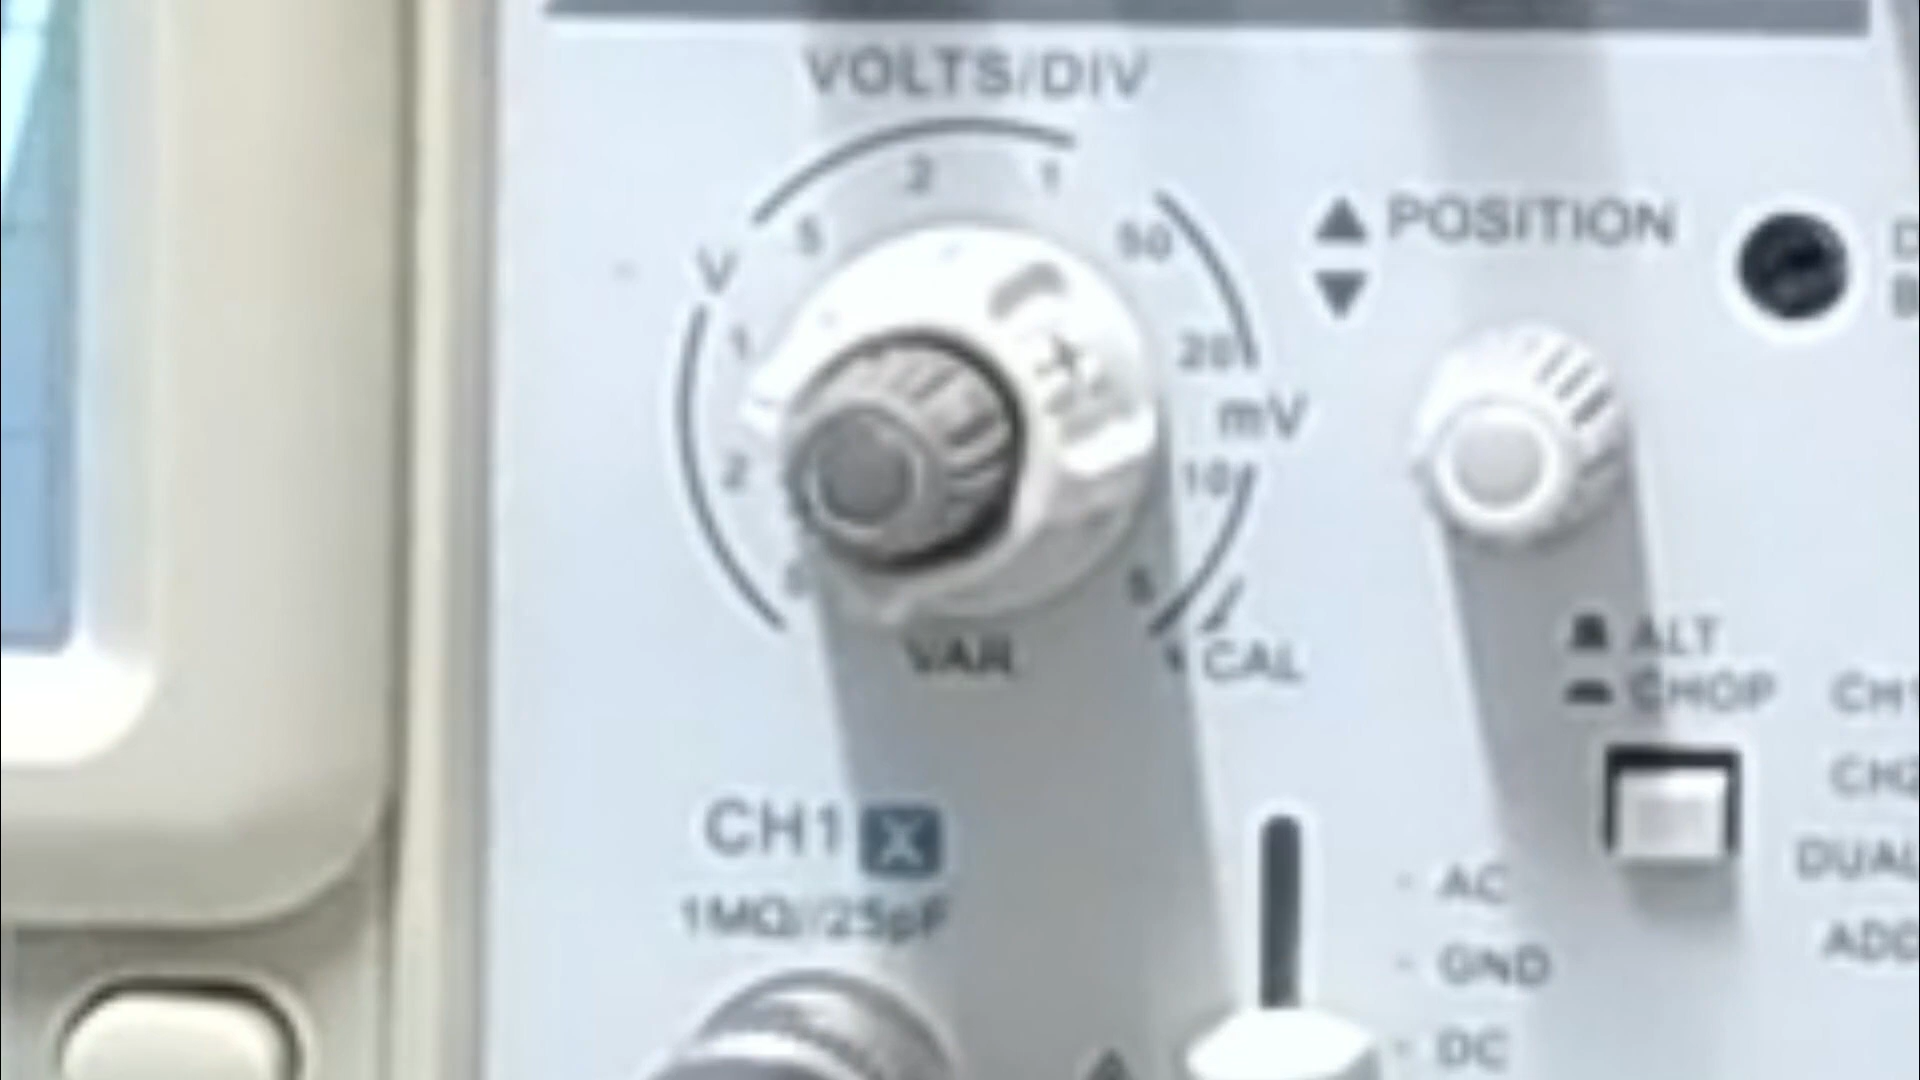 VOLTS/DIV
.5 .2 .1
V 50
1 20
mV
2 10
5 5
VAR CAL
POSITION
ALT
CHOP
CH1 X
1MΩ//25pF
AC
GND
DC
CH1
DUAL
ADD